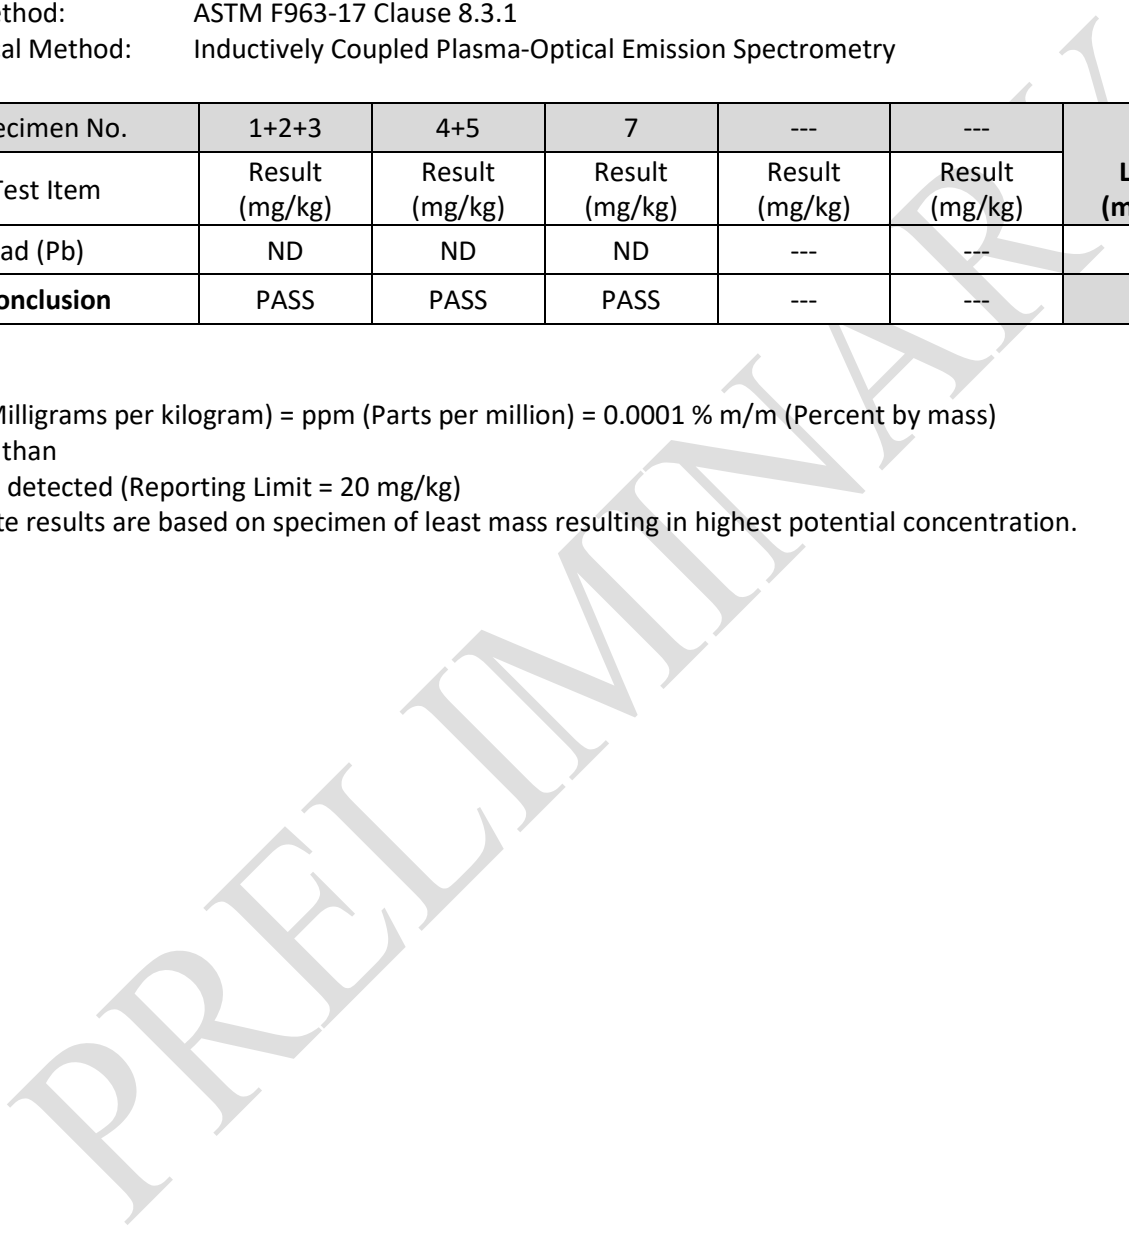 ethod: ASTM F963-17 Clause 8.3.1
al Method: Inductively Coupled Plasma-Optical Emission Spectrometry
ecimen No. 1+2+3 4+5 7 --- ---
Test Item Result (mg/kg) Result (mg/kg) Result (mg/kg) Result (mg/kg) Result (mg/kg) L (m
ad (Pb) ND ND ND --- ---
onclusion PASS PASS PASS --- ---
Milligrams per kilogram) = ppm (Parts per million) = 0.0001 % m/m (Percent by mass)
than
detected (Reporting Limit = 20 mg/kg)
te results are based on specimen of least mass resulting in highest potential concentration.
PRELIMINARY